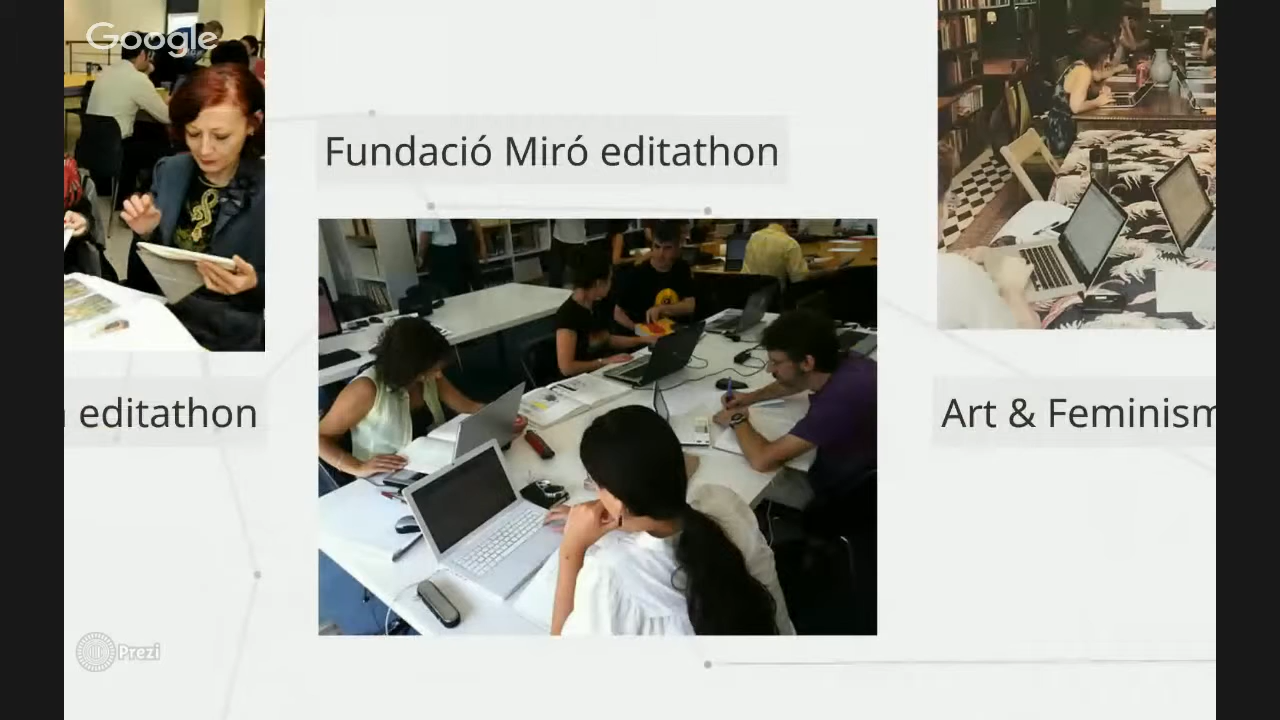 Google
Fundació Miró editathon
editathon
Art & Feminism
Prezi